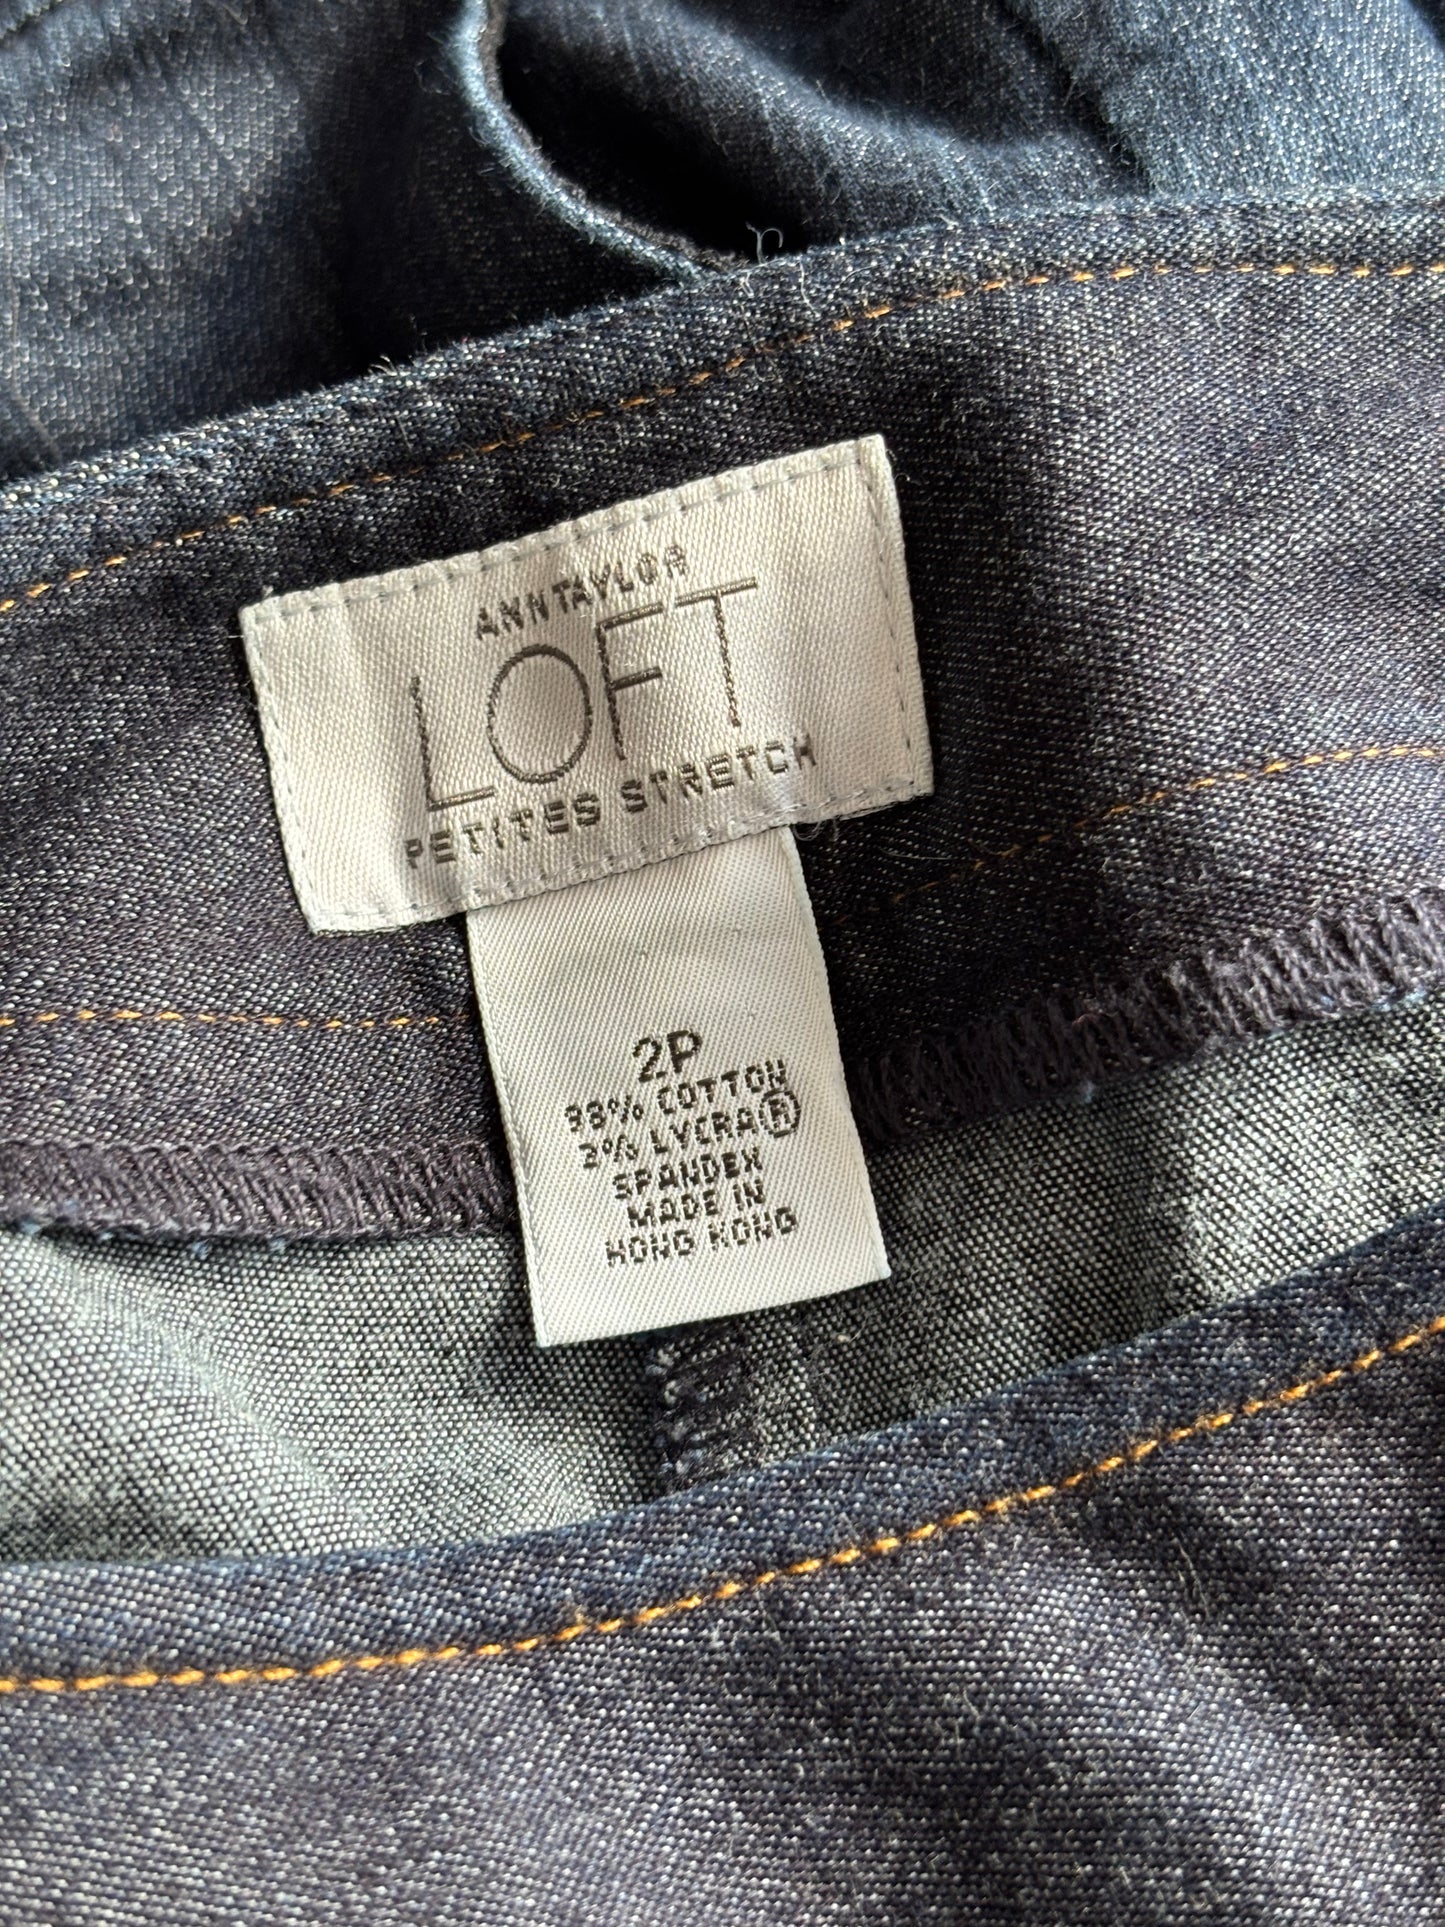 ANNTAYLOR
LOFT
PETITES STRETCH
2P
98% COTTON
2% LYCRA®
SPANDEX
MADE IN
HONG KONG